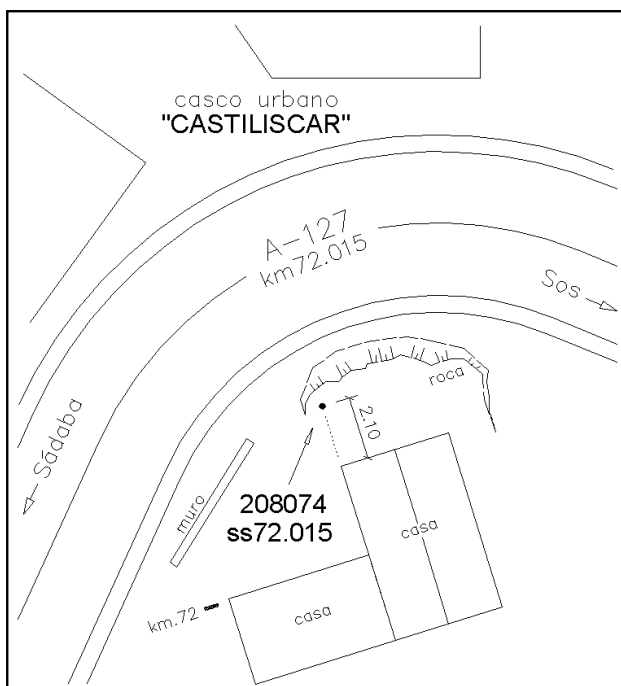 casco urbano
"CASTILISCAR"
A-127
km72.015
Sos
roca
2.10
Sádaba
muro
208074
ss72.015
casa
km.72
casa